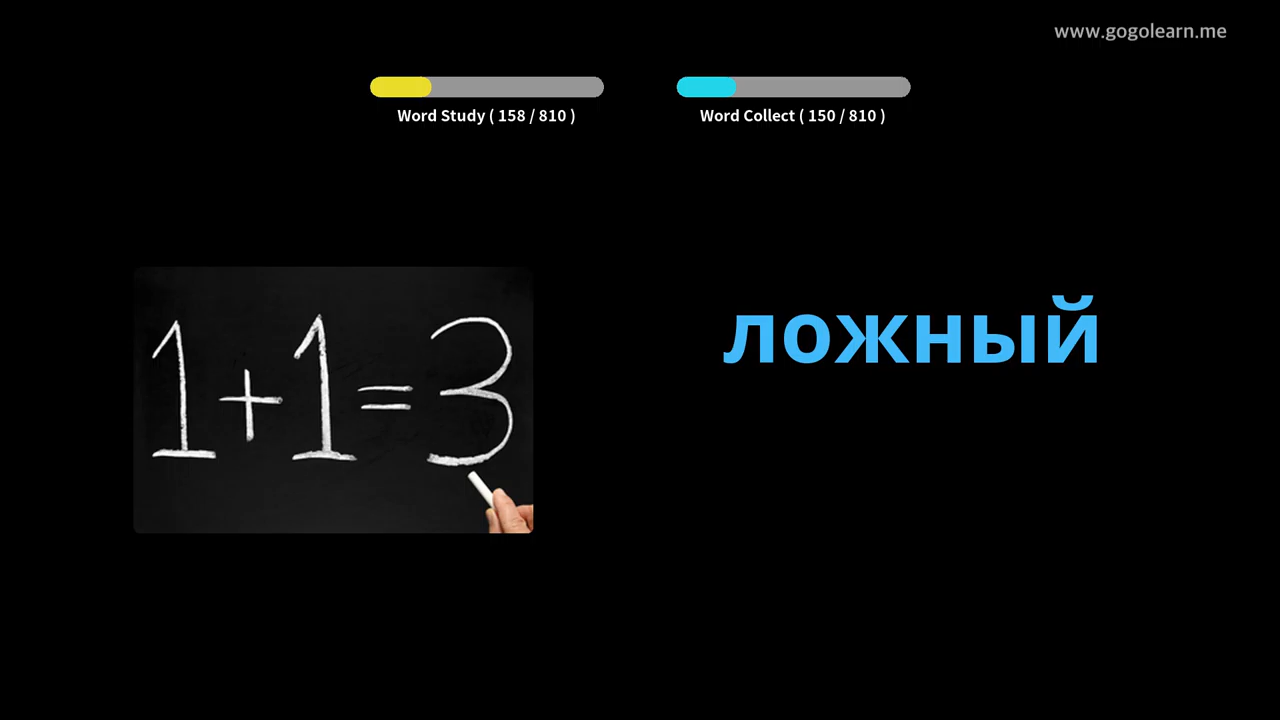 www.gogolearn.me
Word Study ( 158 / 810 )
Word Collect ( 150 / 810 )
1+1=3
ложный